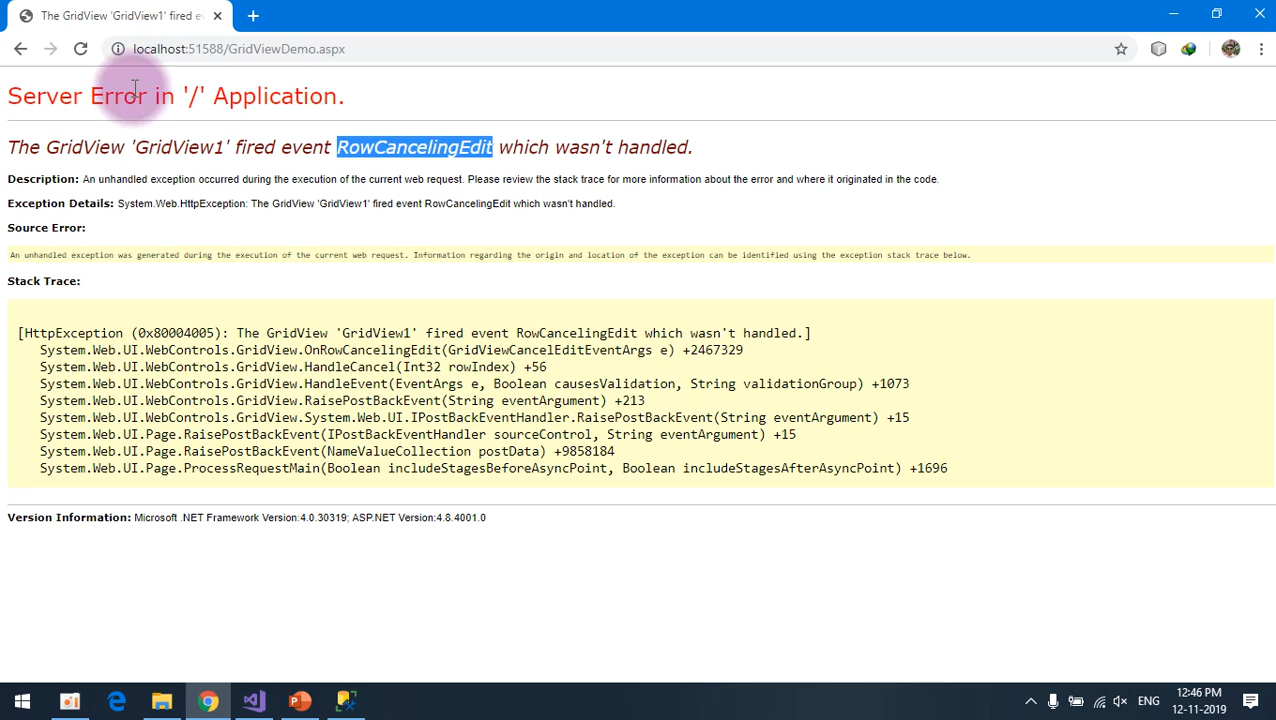 The GridView 'GridView1' fired ev
localhost:51588/GridViewDemo.aspx
Server Error in '/' Application.
The GridView 'GridView1' fired event RowCancelingEdit which wasn't handled.
Description: An unhandled exception occurred during the execution of the current web request. Please review the stack trace for more information about the error and where it originated in the code.
Exception Details: System.Web.HttpException: The GridView 'GridView1' fired event RowCancelingEdit which wasn't handled.
Source Error:
An unhandled exception was generated during the execution of the current web request. Information regarding the origin and location of the exception can be identified using the exception stack trace below.
Stack Trace:
[HttpException (0x80004005): The GridView 'GridView1' fired event RowCancelingEdit which wasn't handled.]
System.Web.UI.WebControls.GridView.OnRowCancelingEdit(GridViewCancelEditEventArgs e) +2467329
System.Web.UI.WebControls.GridView.HandleCancel(Int32 rowIndex) +56
System.Web.UI.WebControls.GridView.HandleEvent(EventArgs e, Boolean causesValidation, String validationGroup) +1073
System.Web.UI.WebControls.GridView.RaisePostBackEvent(String eventArgument) +213
System.Web.UI.WebControls.GridView.System.Web.UI.IPostBackEventHandler.RaisePostBackEvent(String eventArgument) +15
System.Web.UI.Page.RaisePostBackEvent(IPostBackEventHandler sourceControl, String eventArgument) +15
System.Web.UI.Page.RaisePostBackEvent(NameValueCollection postData) +9858184
System.Web.UI.Page.ProcessRequestMain(Boolean includeStagesBeforeAsyncPoint, Boolean includeStagesAfterAsyncPoint) +1696
Version Information: Microsoft .NET Framework Version:4.0.30319; ASP.NET Version:4.8.4001.0
ENG
12:46 PM
12-11-2019